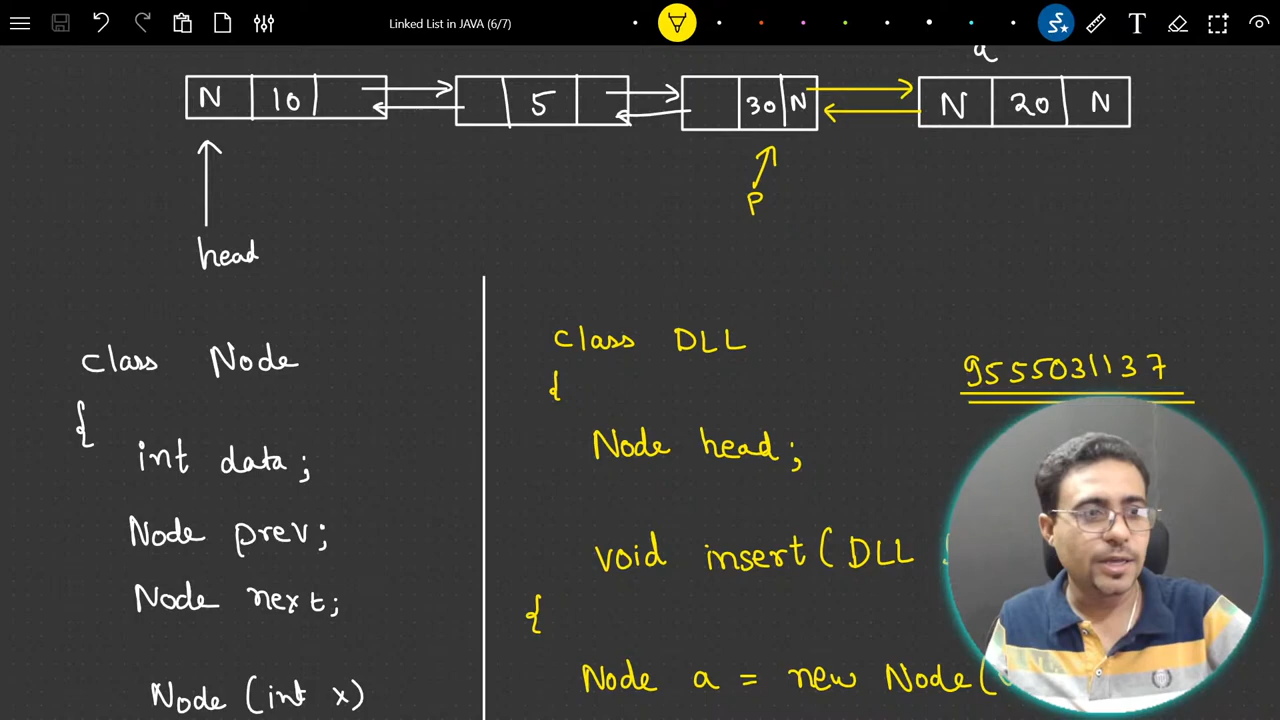 Linked List in JAVA (6/7)
T
a
N 10 5 30 N N 20 N
P
head
class Node
{
int data;
Node prev;
Node next;
Node (int x)
class DLL
{
Node head;
void insert( DLL
{
Node a = new Node(
9555031137